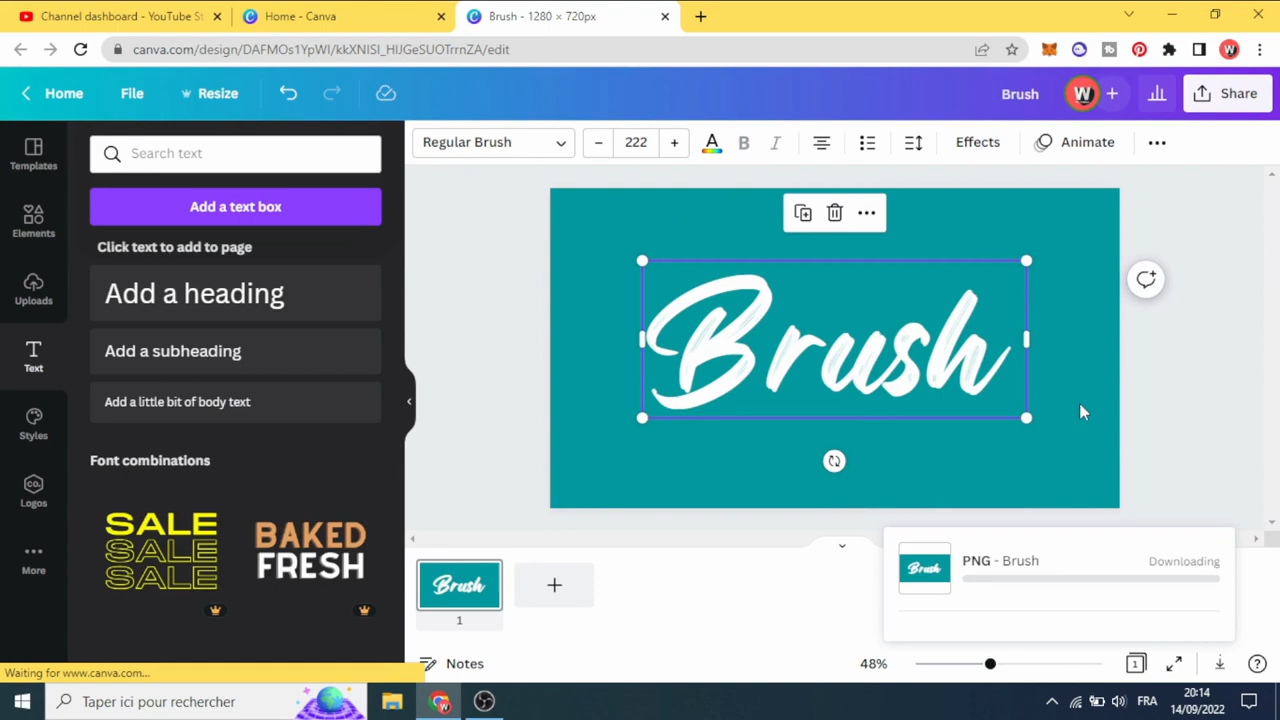 Channel dashboard - YouTube St
Home - Canva
Brush - 1280 × 720px
canva.com/design/DAFMOs1YpWI/kkXNISI_HIJGeSUOTrrnZA/edit
Home
File
Resize
Brush
W
Share
Templates
Elements
Uploads
Text
Styles
Logos
More
Search text
Add a text box
Click text to add to page
Add a heading
Add a subheading
Add a little bit of body text
Font combinations
SALE
SALE
SALE
BAKED
FRESH
Regular Brush
222
A
B
I
Effects
Animate
Brush
Brush
PNG - Brush
Downloading
Brush
1
Notes
48%
1
Waiting for www.canva.com...
Taper ici pour rechercher
FRA
20:14
14/09/2022